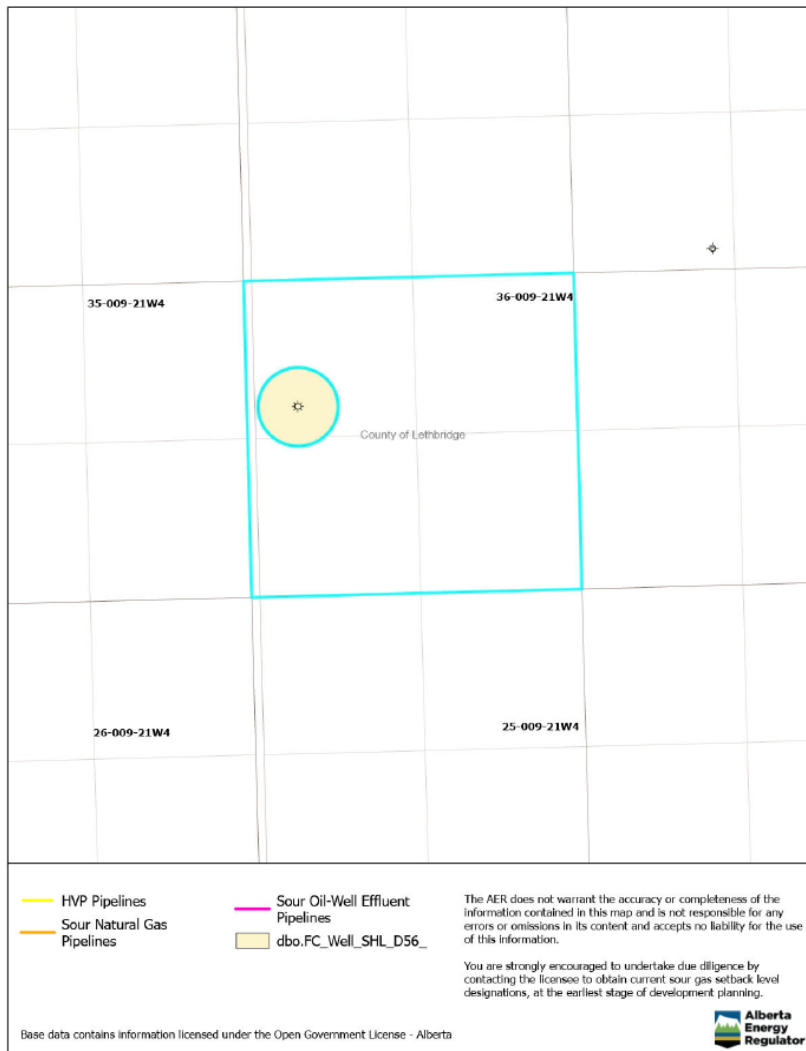 35-009-21W4
36-009-21W4
County of Lethbridge
26-009-21W4
25-009-21W4
HVP Pipelines
Sour Natural Gas
Pipelines
Sour Oil-Well Effluent
Pipelines
dbo.FC_Well_SHL_D56_
The AER does not warrant the accuracy or completeness of the
information contained in this map and is not responsible for any
errors or omissions in its content and accepts no liability for the use
of this information.
You are strongly encouraged to undertake due diligence by
contacting the licensee to obtain current sour gas setback level
designations, at the earliest stage of development planning.
Base data contains information licensed under the Open Government License - Alberta
Alberta
Energy
Regulator